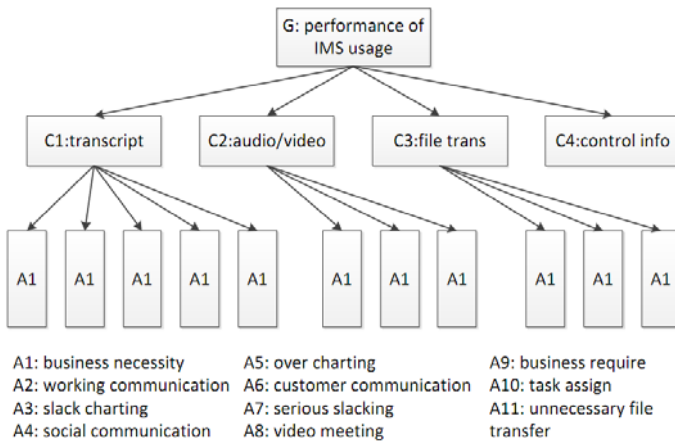 G: performance of
IMS usage
C1:transcript
C2:audio/video
C3:file trans
C4:control info
A1
A1
A1
A1
A1
A1
A1
A1
A1
A1
A1
A1: business necessity
A2: working communication
A3: slack charting
A4: social communication
A5: over charting
A6: customer communication
A7: serious slacking
A8: video meeting
A9: business require
A10: task assign
A11: unnecessary file
transfer